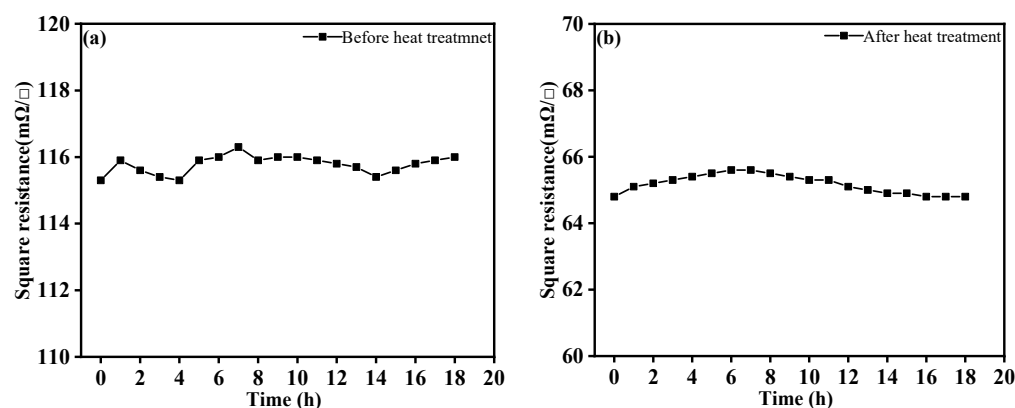 (a)
Before heat treatmnet
120
118
116
114
112
110
Square resistance(mΩ/□)
0 2 4 6 8 10 12 14 16 18 20
Time (h)
(b)
After heat treatment
70
68
66
64
62
60
Square resistance(mΩ/□)
0 2 4 6 8 10 12 14 16 18 20
Time (h)